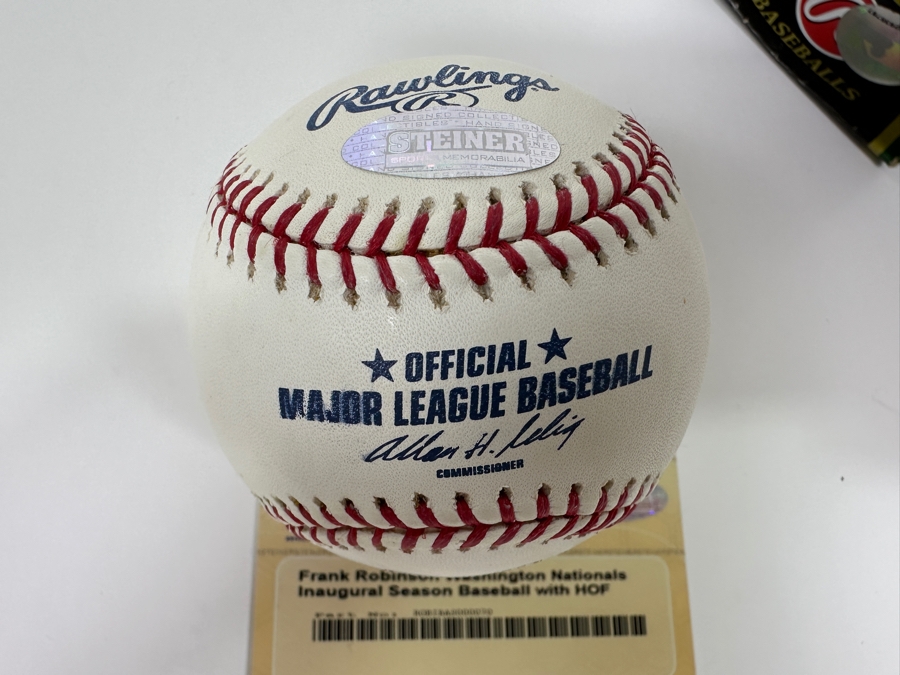 Rawlings
R
STEINER
MEMORABILIA
★ OFFICIAL ★
MAJOR LEAGUE BASEBALL
Allan H. Selig
COMMISSIONER
BASEBALLS
Frank Robinson Washington Nationals
Inaugural Season Baseball with HOF